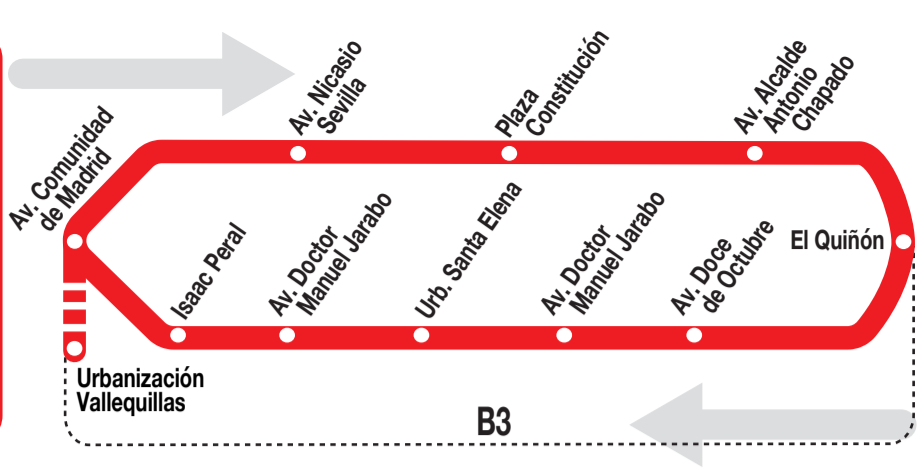 Av. Comunidad
de Madrid
Av. Nicasio
Sevilla
Plaza
Constitución
Av. Alcalde
Antonio
Chapado
El Quiñón
Isaac Peral
Av. Doctor
Manuel Jarabo
Urb. Santa Elena
Av. Doctor
Manuel Jarabo
Av. Doce
de Octubre
Urbanización
Vallequillas
B3